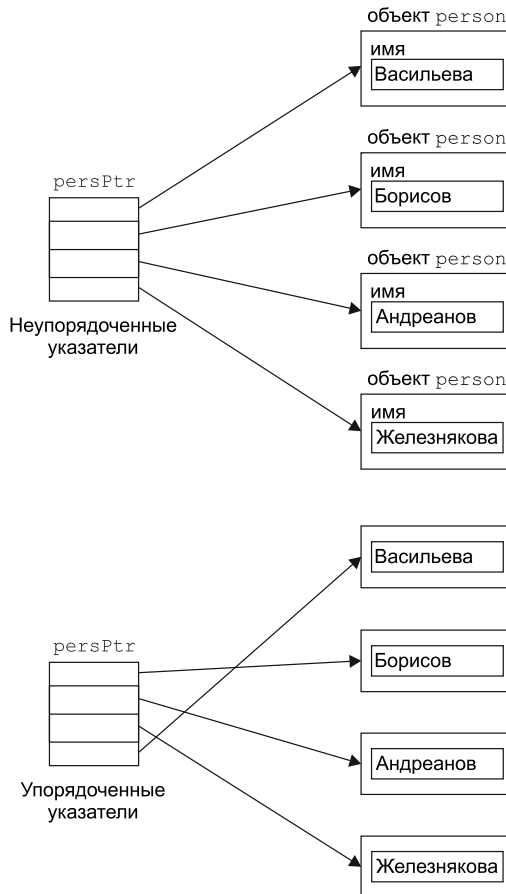 объект person
имя
Васильева
объект person
имя
Борисов
persPtr
объект person
имя
Андреанов
Неупорядоченные
указатели
объект person
имя
Железнякова
Васильева
persPtr
Борисов
Андреанов
Упорядоченные
указатели
Железнякова